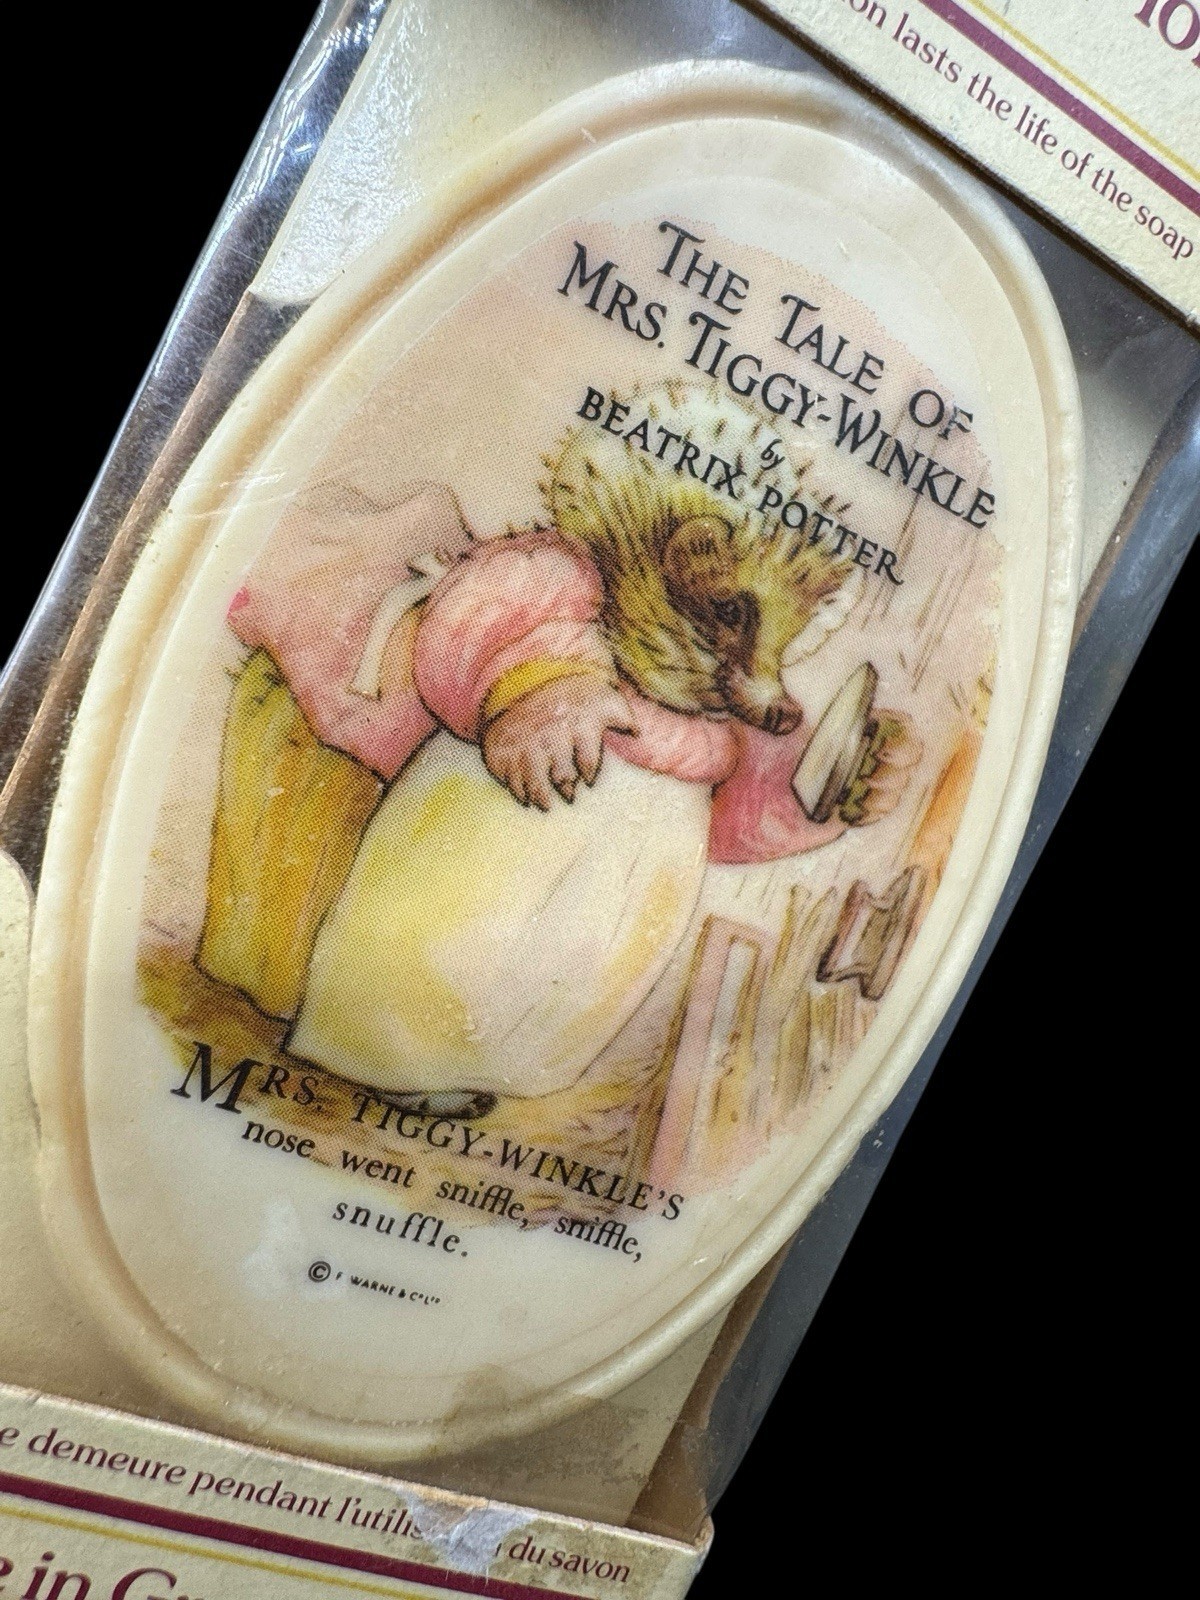 on lasts the life of the soap
THE TALE OF
MRS. TIGGY-WINKLE
by
BEATRIX POTTER
MRS. TIGGY-WINKLE'S
nose went sniffle, sniffle,
snuffle.
© F WARNE & Co LTD
e demeure pendant l'utilis du savon
in